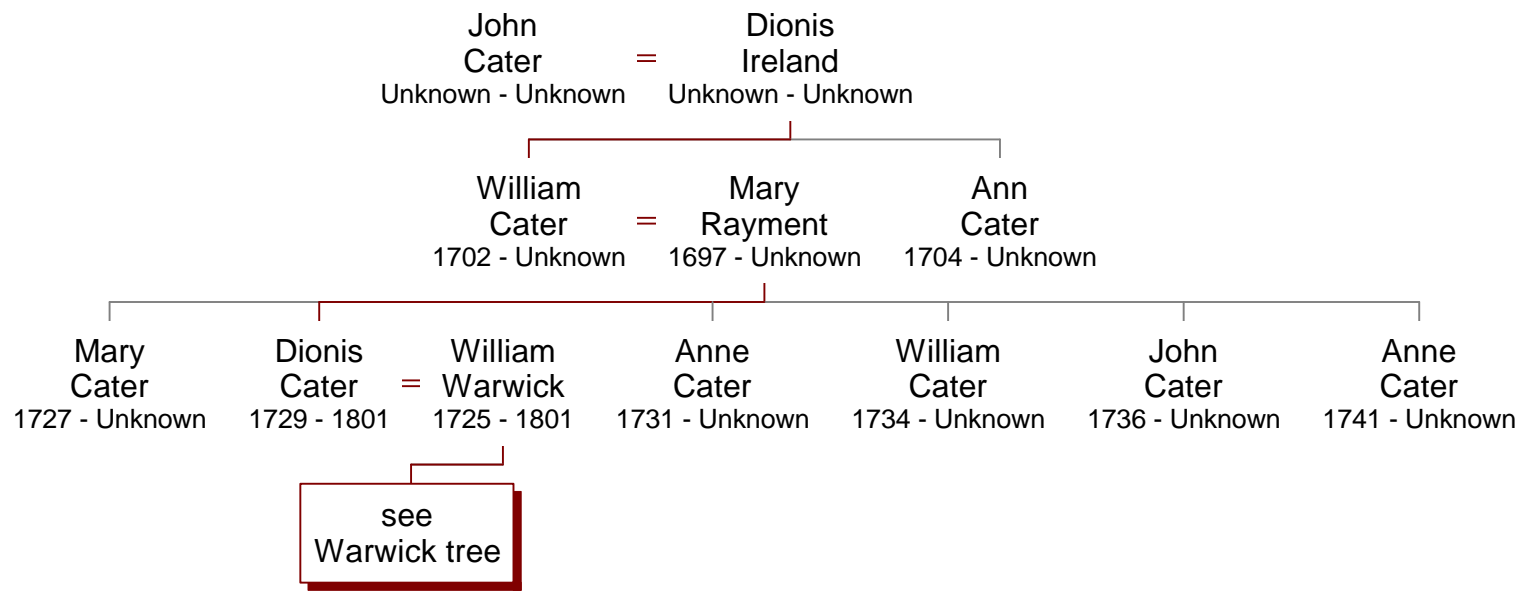 John
Cater
Unknown - Unknown
=
Dionis
Ireland
Unknown - Unknown
William
Cater
1702 - Unknown
=
Mary
Rayment
1697 - Unknown
Ann
Cater
1704 - Unknown
Mary
Cater
1727 - Unknown
Dionis
Cater
1729 - 1801
=
William
Warwick
1725 - 1801
Anne
Cater
1731 - Unknown
William
Cater
1734 - Unknown
John
Cater
1736 - Unknown
Anne
Cater
1741 - Unknown
see
Warwick tree